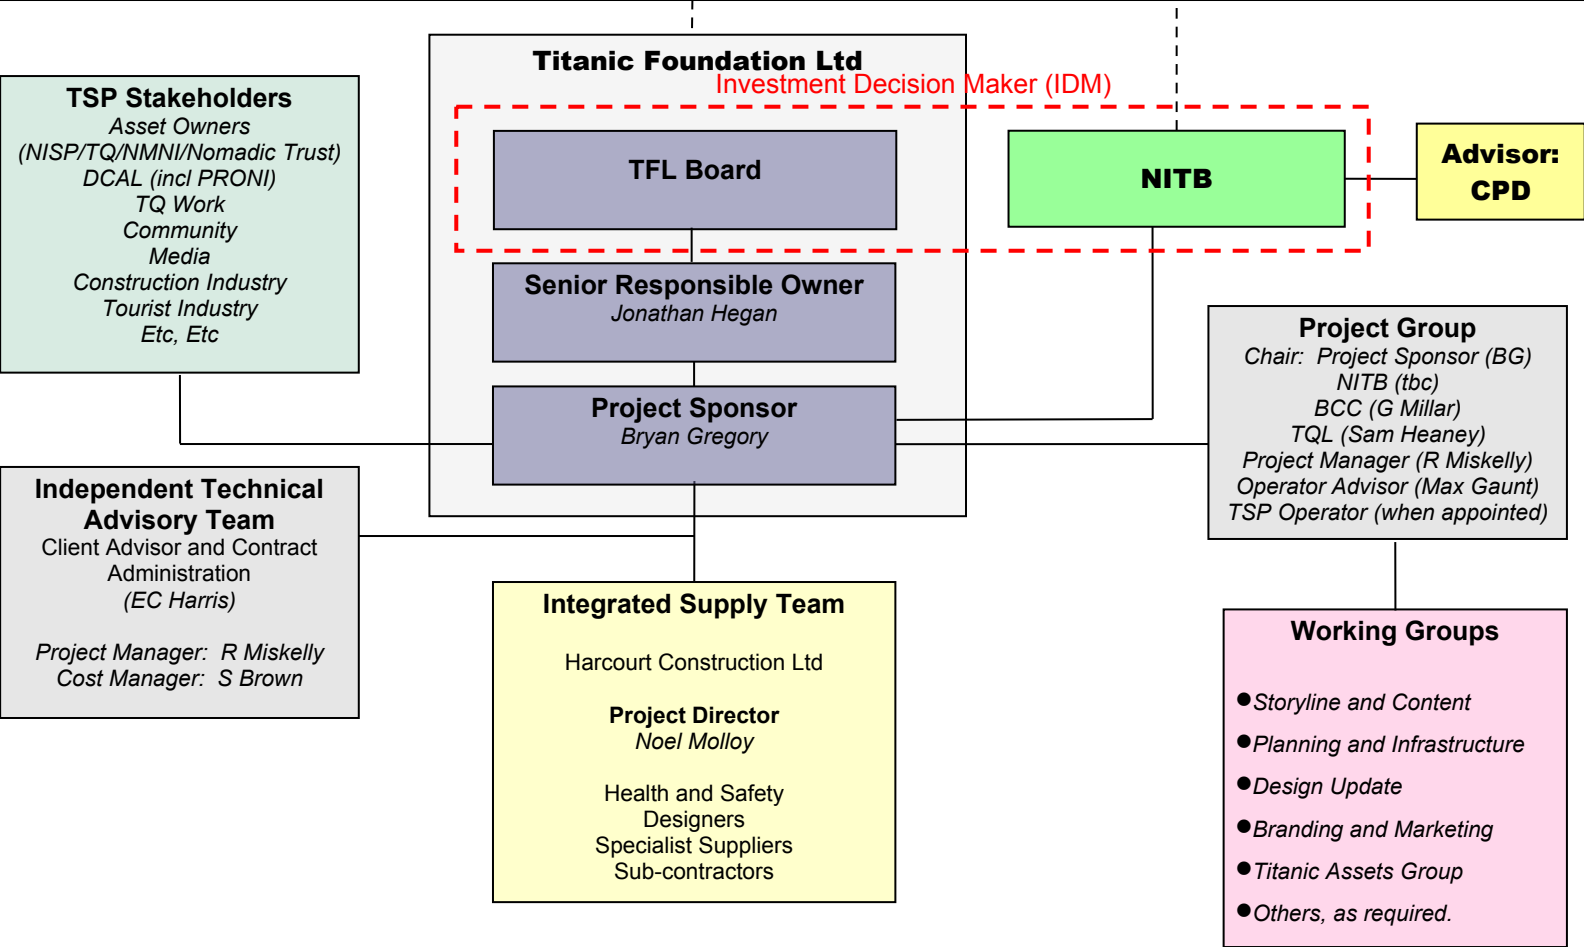 Titanic Foundation Ltd
Investment Decision Maker (IDM)
TSP Stakeholders
Asset Owners
(NISP/TQ/NMNI/Nomadic Trust)
DCAL (incl PRONI)
TQ Work
Community
Media
Construction Industry
Tourist Industry
Etc, Etc
TFL Board
NITB
Advisor:
CPD
Senior Responsible Owner
Jonathan Hegan
Project Sponsor
Bryan Gregory
Project Group
Chair:  Project Sponsor (BG)
NITB (tbc)
BCC (G Millar)
TQL (Sam Heaney)
Project Manager (R Miskelly)
Operator Advisor (Max Gaunt)
TSP Operator (when appointed)
Independent Technical
Advisory Team
Client Advisor and Contract
Administration
(EC Harris)
Project Manager:  R Miskelly
Cost Manager:  S Brown
Integrated Supply Team
Harcourt Construction Ltd
Project Director
Noel Molloy
Health and Safety
Designers
Specialist Suppliers
Sub-contractors
Working Groups
●Storyline and Content
●Planning and Infrastructure
●Design Update
●Branding and Marketing
●Titanic Assets Group
●Others, as required.